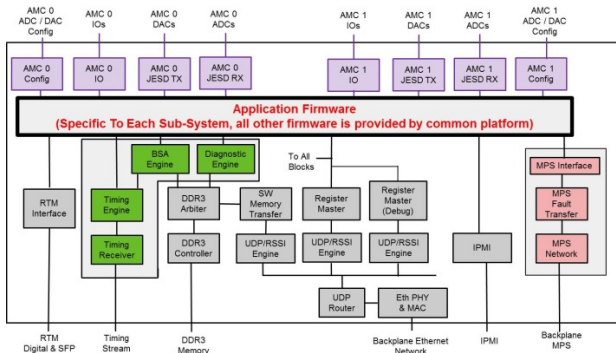 AMC 0
ADC / DAC
Config
AMC 0
IOs
AMC 0
DACs
AMC 0
ADCs
AMC 1
IOs
AMC 1
DACs
AMC 1
ADCs
AMC 1
ADC / DAC
Config
AMC 0
Config
AMC 0
IO
AMC 0
JESD TX
AMC 0
JESD RX
AMC 1
IO
AMC 1
JESD TX
AMC 1
JESD RX
AMC 1
Config
Application Firmware
(Specific To Each Sub-System, all other firmware is provided by common platform)
BSA
Engine
Diagnostic
Engine
To All
Blocks
MPS Interface
RTM
Interface
Timing
Engine
DDR3
Arbiter
SW
Memory
Transfer
Register
Master
Register
Master
(Debug)
MPS
Fault
Transfer
Timing
Receiver
DDR3
Controller
UDP/RSSI
Engine
UDP/RSSI
Engine
UDP/RSSI
Engine
IPMI
MPS
Network
UDP
Router
Eth PHY
& MAC
RTM
Digital & SFP
Timing
Stream
DDR3
Memory
Backplane Ethernet
Network
IPMI
Backplane
MPS